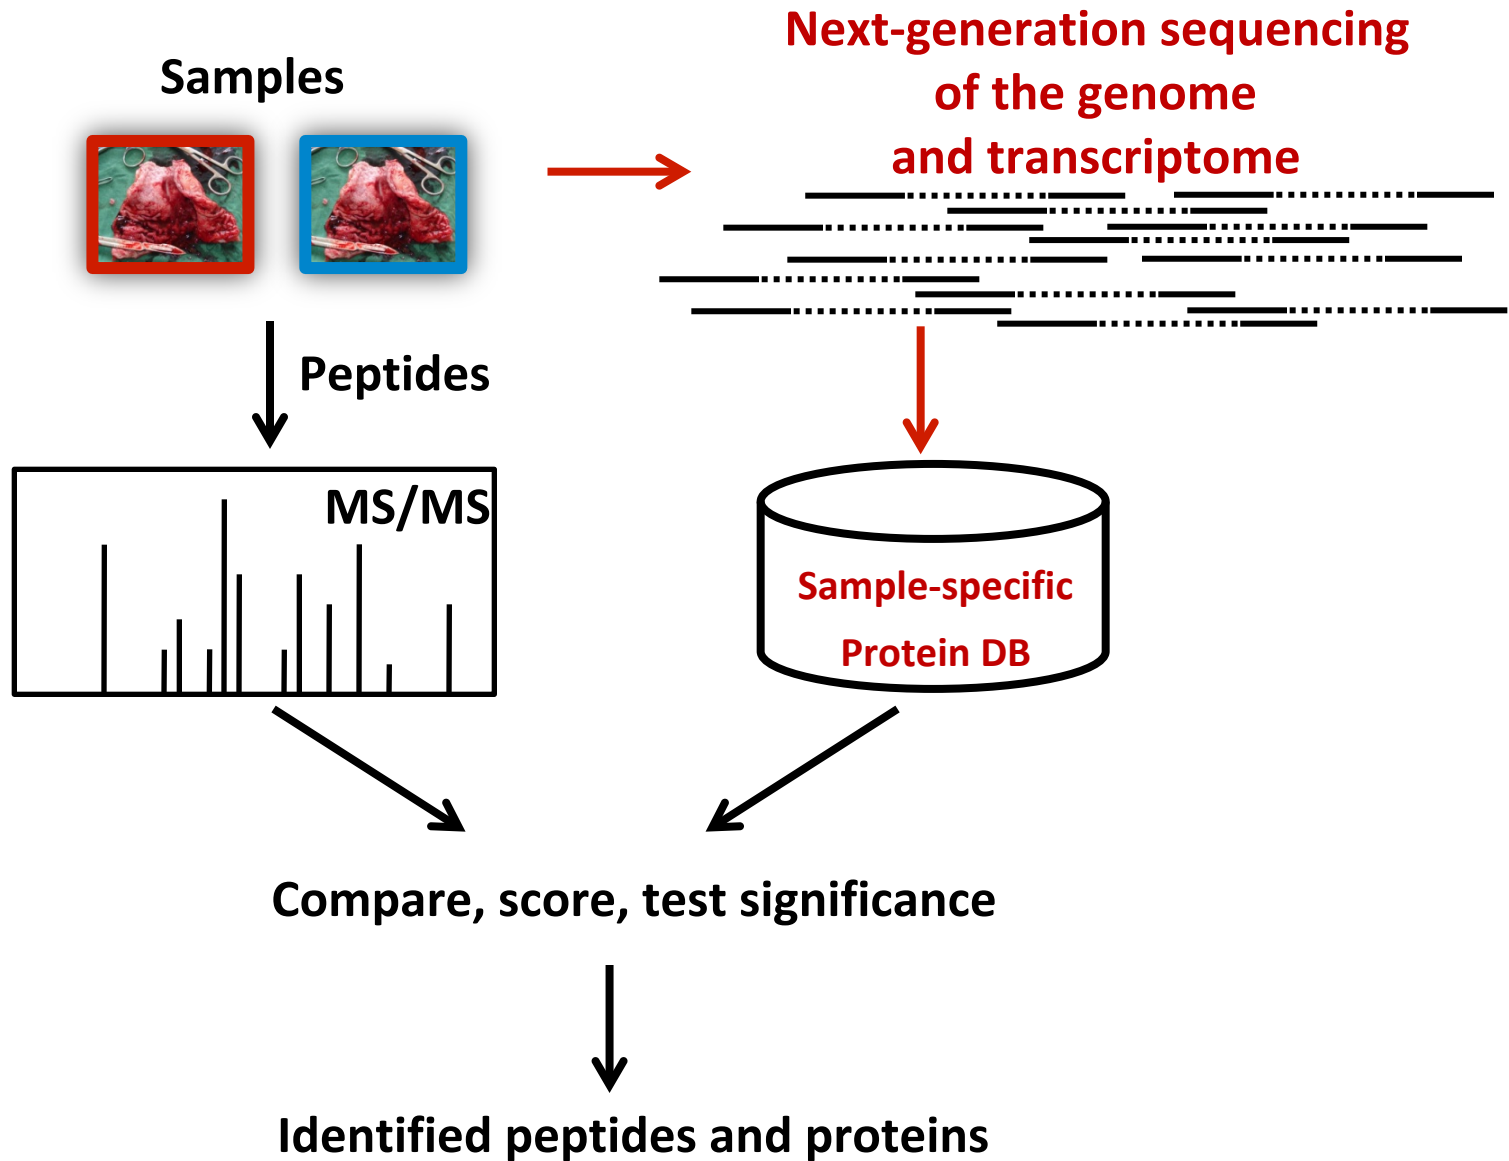 Samples
Next-generation sequencing
of the genome
and transcriptome
Peptides
MS/MS
Sample-specific
Protein DB
Compare, score, test significance
Identified peptides and proteins